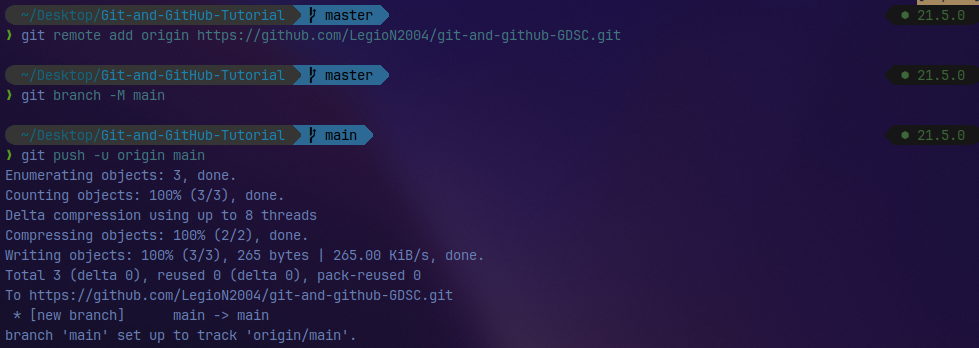 ~/Desktop/Git-and-GitHub-Tutorial master 21.5.0
❯ git remote add origin https://github.com/LegioN2004/git-and-github-GDSC.git
~/Desktop/Git-and-GitHub-Tutorial master 21.5.0
❯ git branch -M main
~/Desktop/Git-and-GitHub-Tutorial main 21.5.0
❯ git push -u origin main
Enumerating objects: 3, done.
Counting objects: 100% (3/3), done.
Delta compression using up to 8 threads
Compressing objects: 100% (2/2), done.
Writing objects: 100% (3/3), 265 bytes | 265.00 KiB/s, done.
Total 3 (delta 0), reused 0 (delta 0), pack-reused 0
To https://github.com/LegioN2004/git-and-github-GDSC.git
 * [new branch]      main -> main
branch 'main' set up to track 'origin/main'.